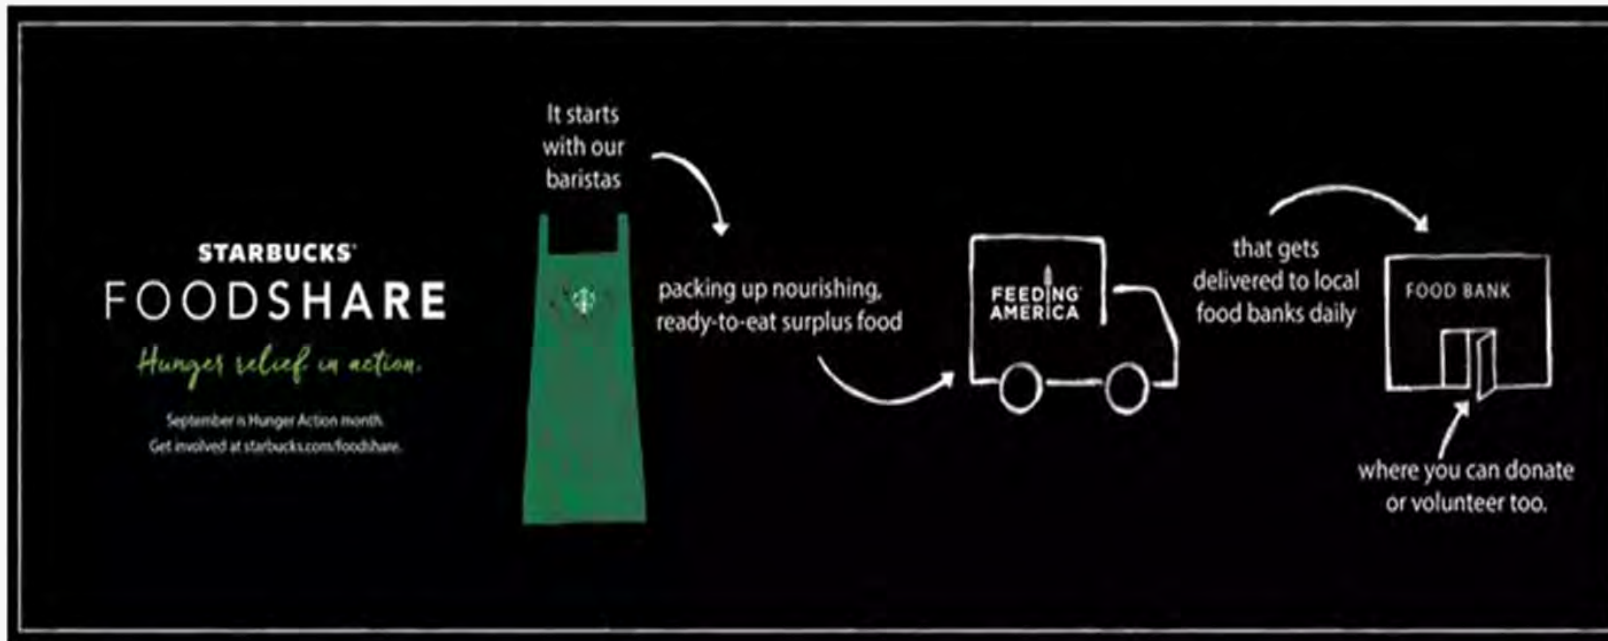 STARBUCKS®
FOODSHARE
Hunger relief in action.
September is Hunger Action month.
Get involved at starbucks.com/foodshare.
It starts
with our
baristas
packing up nourishing,
ready-to-eat surplus food
FEEDING®
AMERICA
that gets
delivered to local
food banks daily
FOOD BANK
where you can donate
or volunteer too.